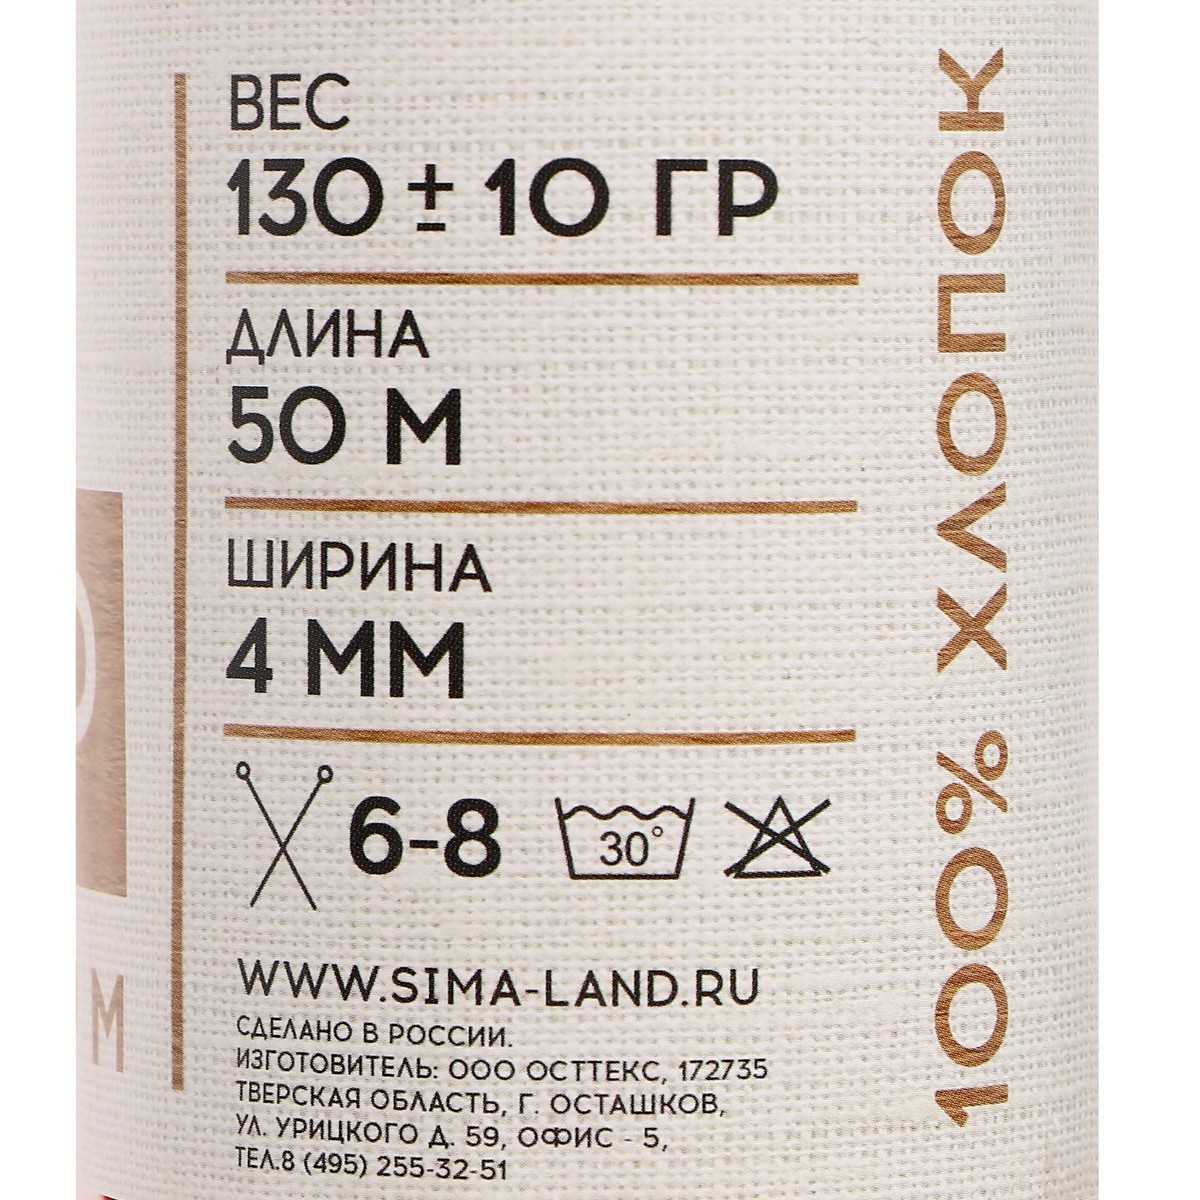 ВЕС
130 ± 10 ГР
ДЛИНА
50 М
ШИРИНА
4 ММ
6-8 30°
WWW.SIMA-LAND.RU
СДЕЛАНО В РОССИИ.
ИЗГОТОВИТЕЛЬ: ООО ОСТТЕКС, 172735
ТВЕРСКАЯ ОБЛАСТЬ, Г. ОСТАШКОВ,
УЛ. УРИЦКОГО Д. 59, ОФИС - 5,
ТЕЛ.8 (495) 255-32-51
100% ХЛОПОК
М